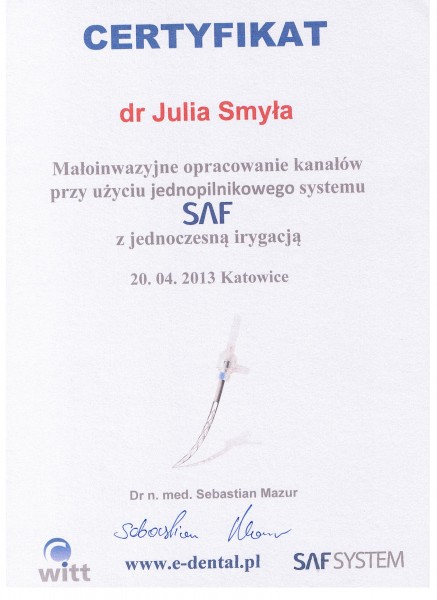 CERTYFIKAT
dr Julia Smyła
Małoinwazyjne opracowanie kanałów
przy użyciu jednopilnikowego systemu
SAF
z jednoczesną irygacją
20. 04. 2013 Katowice
Dr n. med. Sebastian Mazur
Sebastian Mazur
witt
www.e-dental.pl
SAF SYSTEM